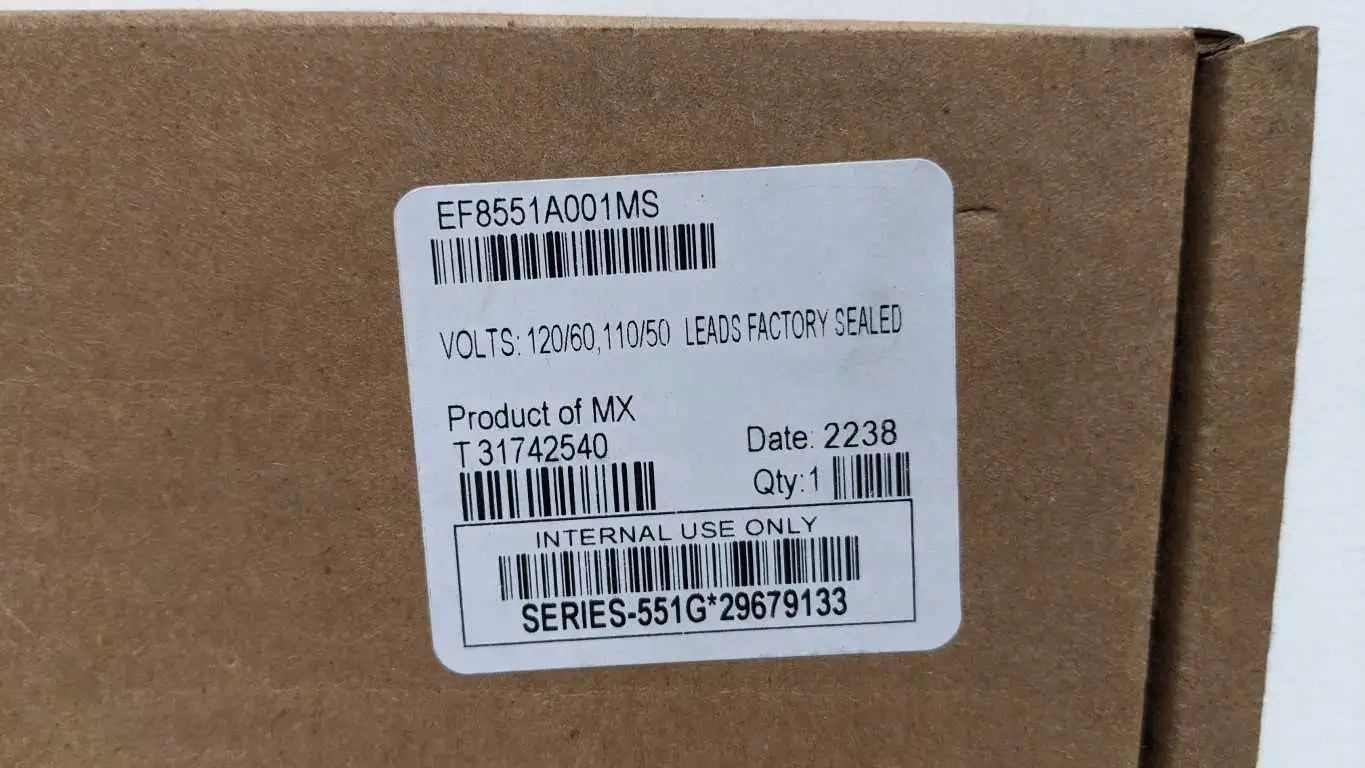 EF8551A001MS
VOLTS: 120/60,110/50 LEADS FACTORY SEALED
Product of MX
T 31742540
Date: 2238
Qty:1
INTERNAL USE ONLY
SERIES-551G*29679133